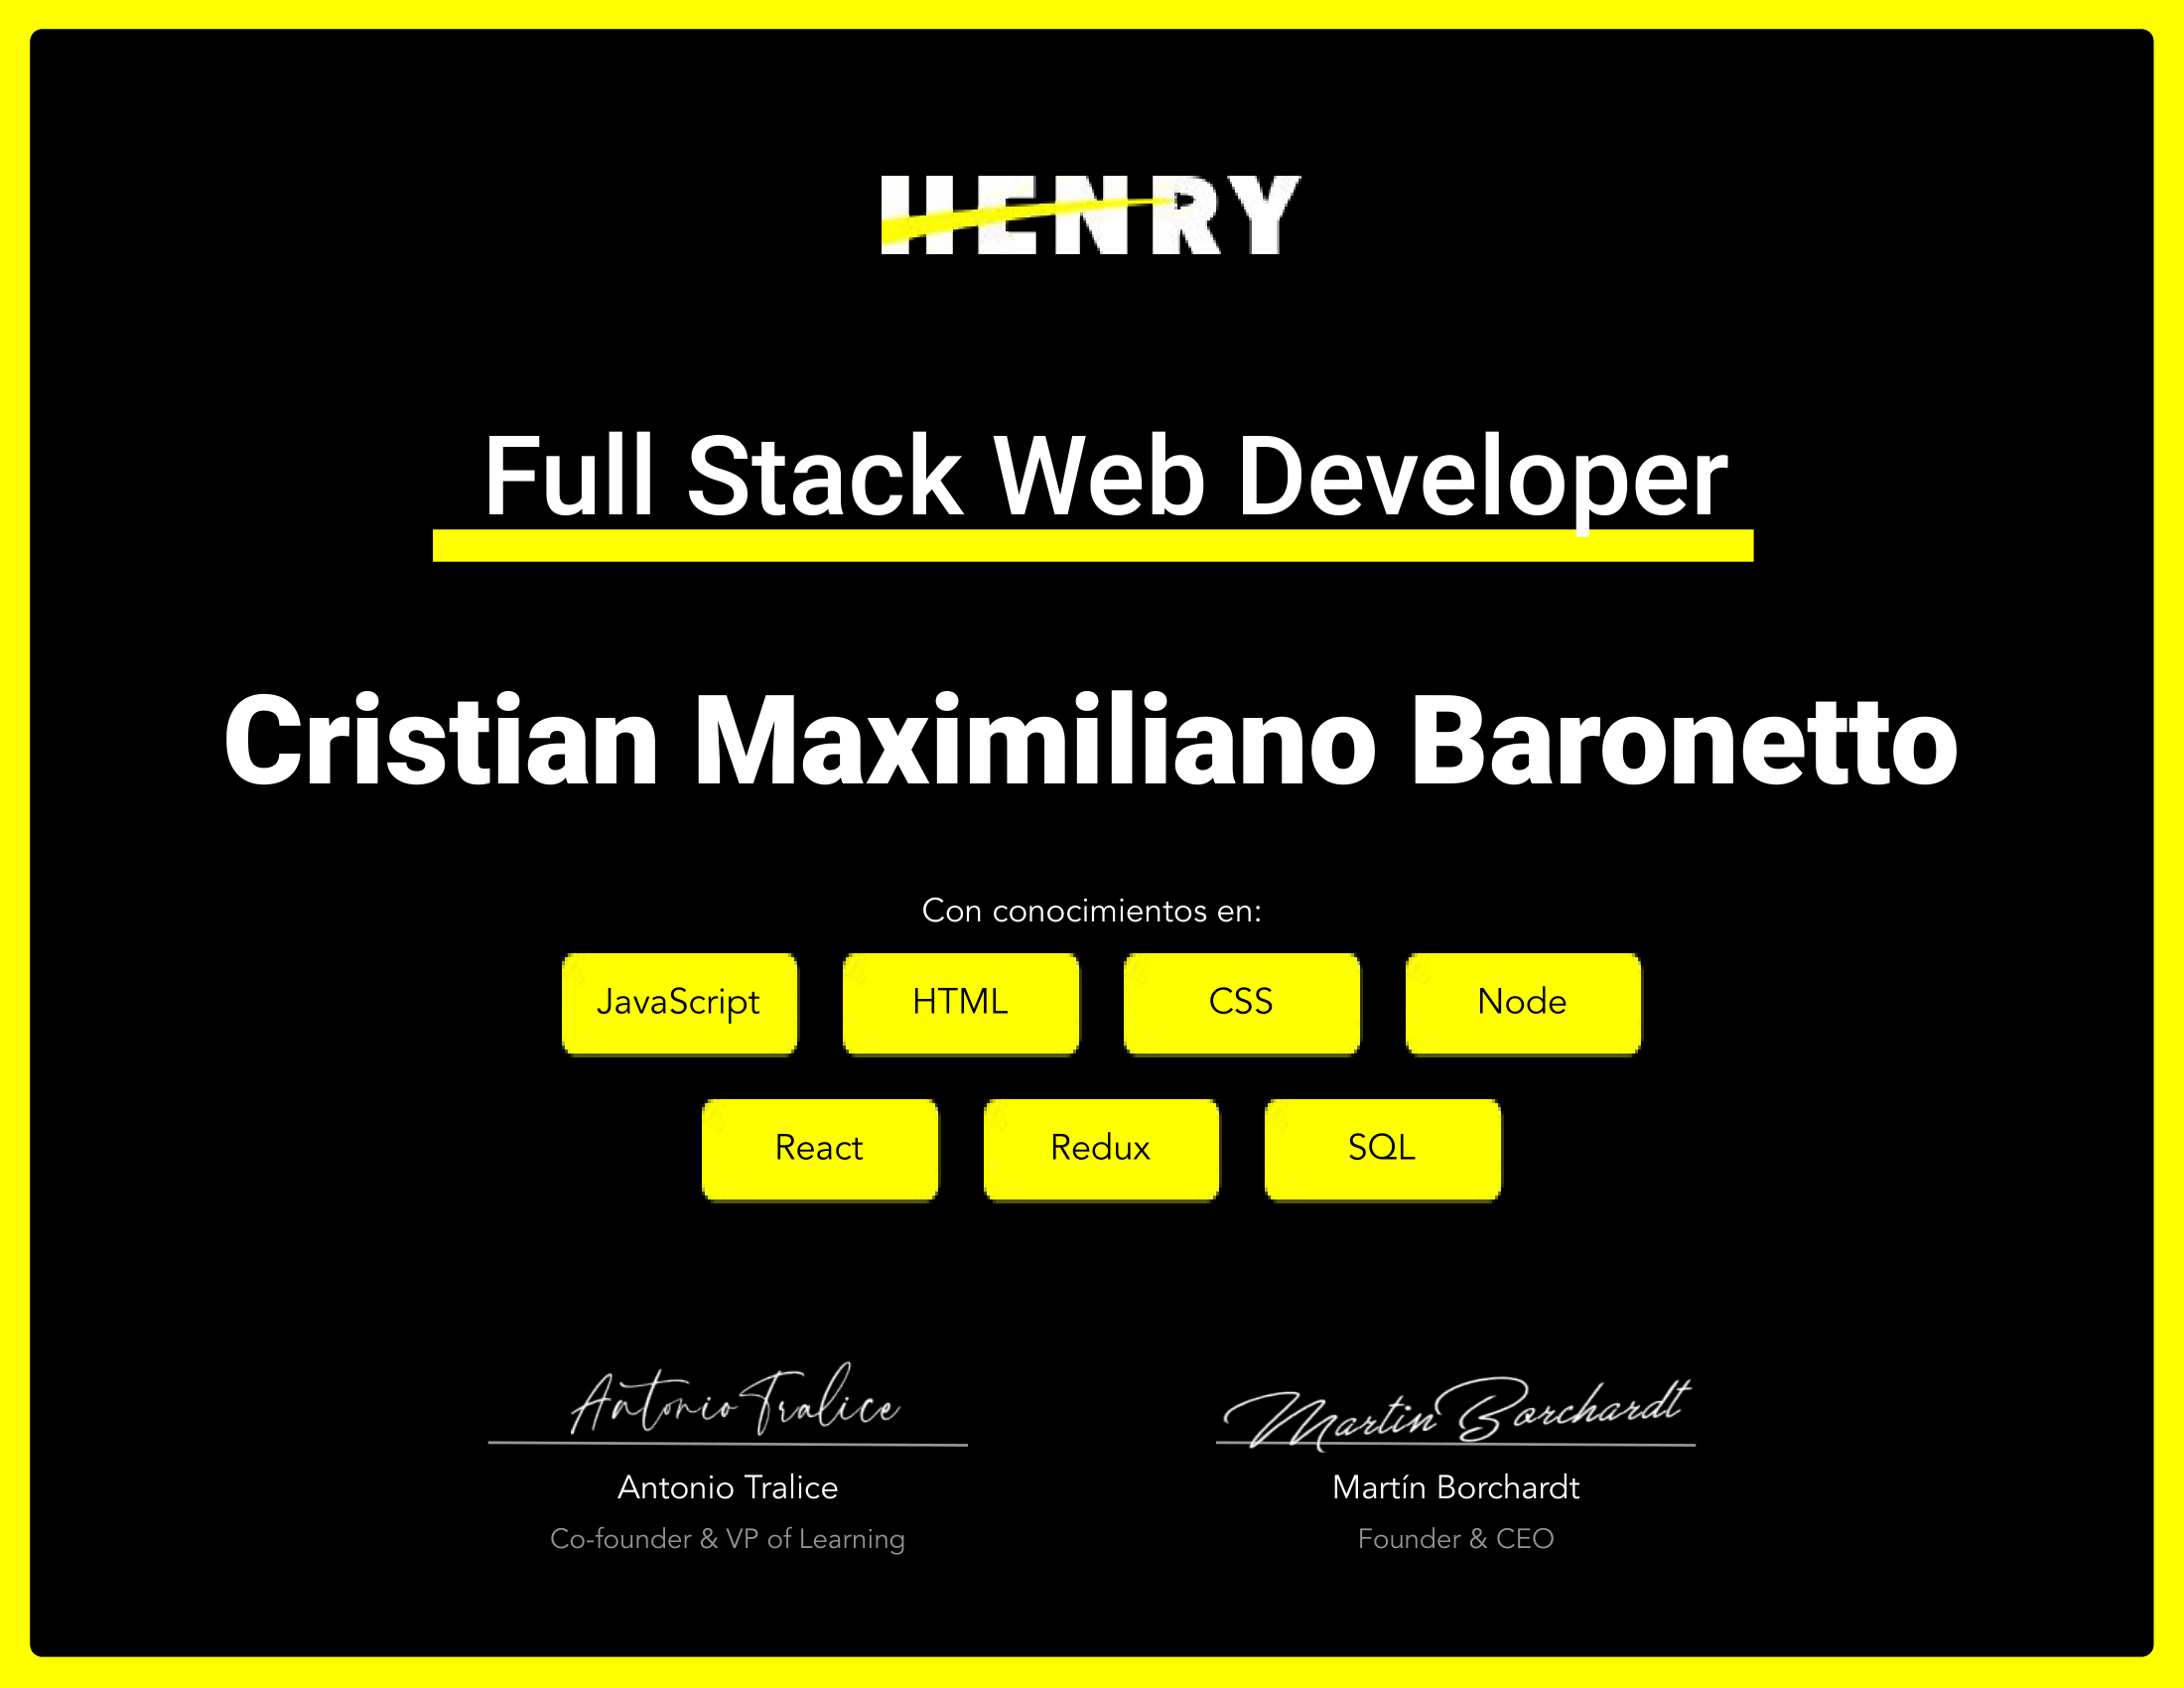 HENRY
Full Stack Web Developer
Cristian Maximiliano Baronetto
Con conocimientos en:
JavaScript HTML CSS Node
React Redux SQL
Antonio Tralice Martin Borchardt
Antonio Tralice Martín Borchardt
Co-founder & VP of Learning Founder & CEO